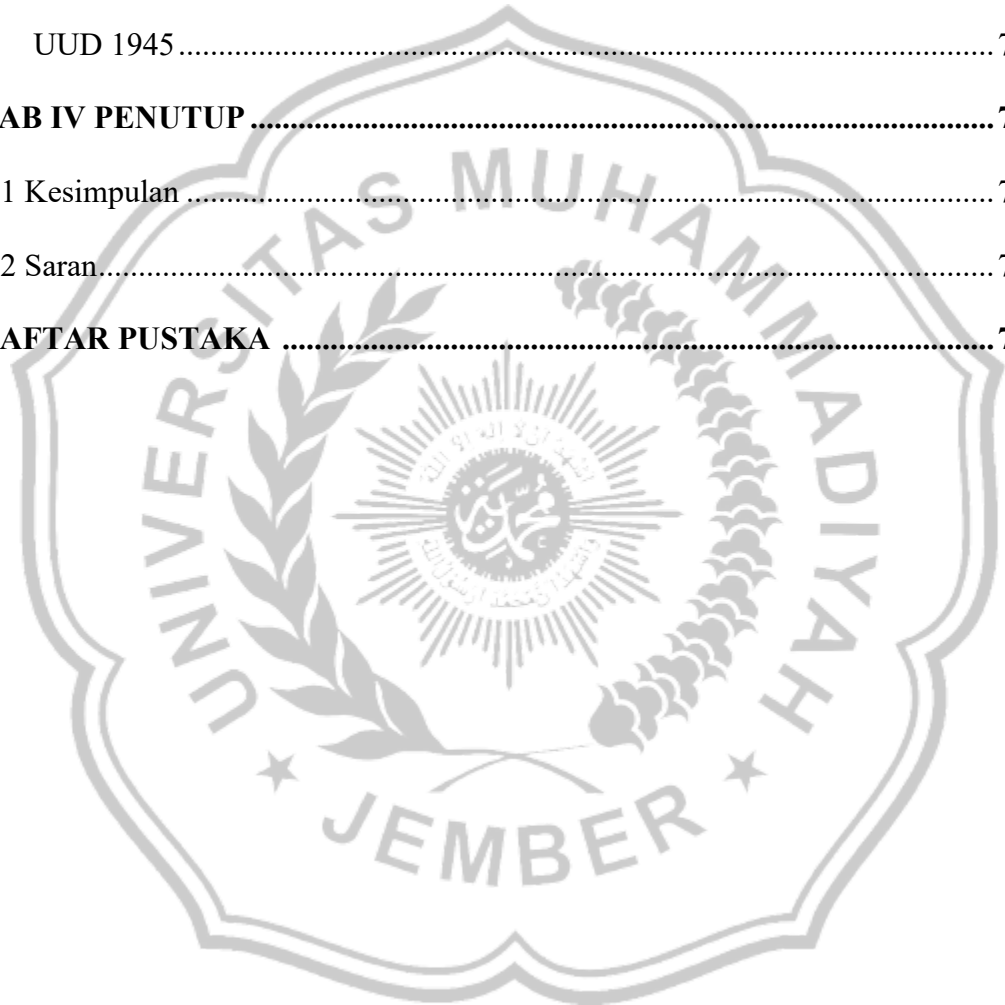 UUD 1945........................................................................................................7
AB IV PENUTUP.............................................................................................7
1 Kesimpulan....................................................................................................7
2 Saran...............................................................................................................7
AFTAR PUSTAKA..........................................................................................7
UNIVERSITAS MUHAMMADIYAH
JEMBER